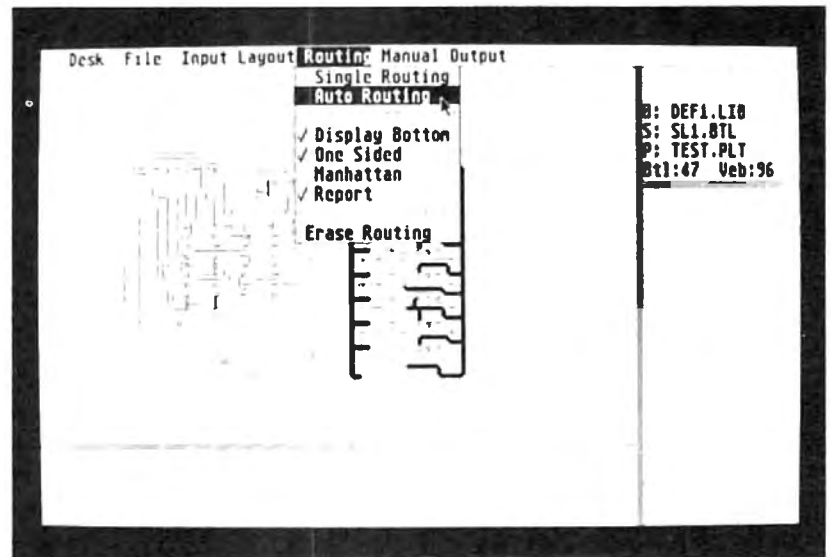 Desk File Input Layout Routing Manual Output
Single Routing
Auto Routing
✓ Display Bottom
✓ One Sided
Manhattan
✓ Report
Erase Routing
B: DEF1.LIB
S: SL1.BTL
P: TEST.PLT
Btl:47 Veb:96